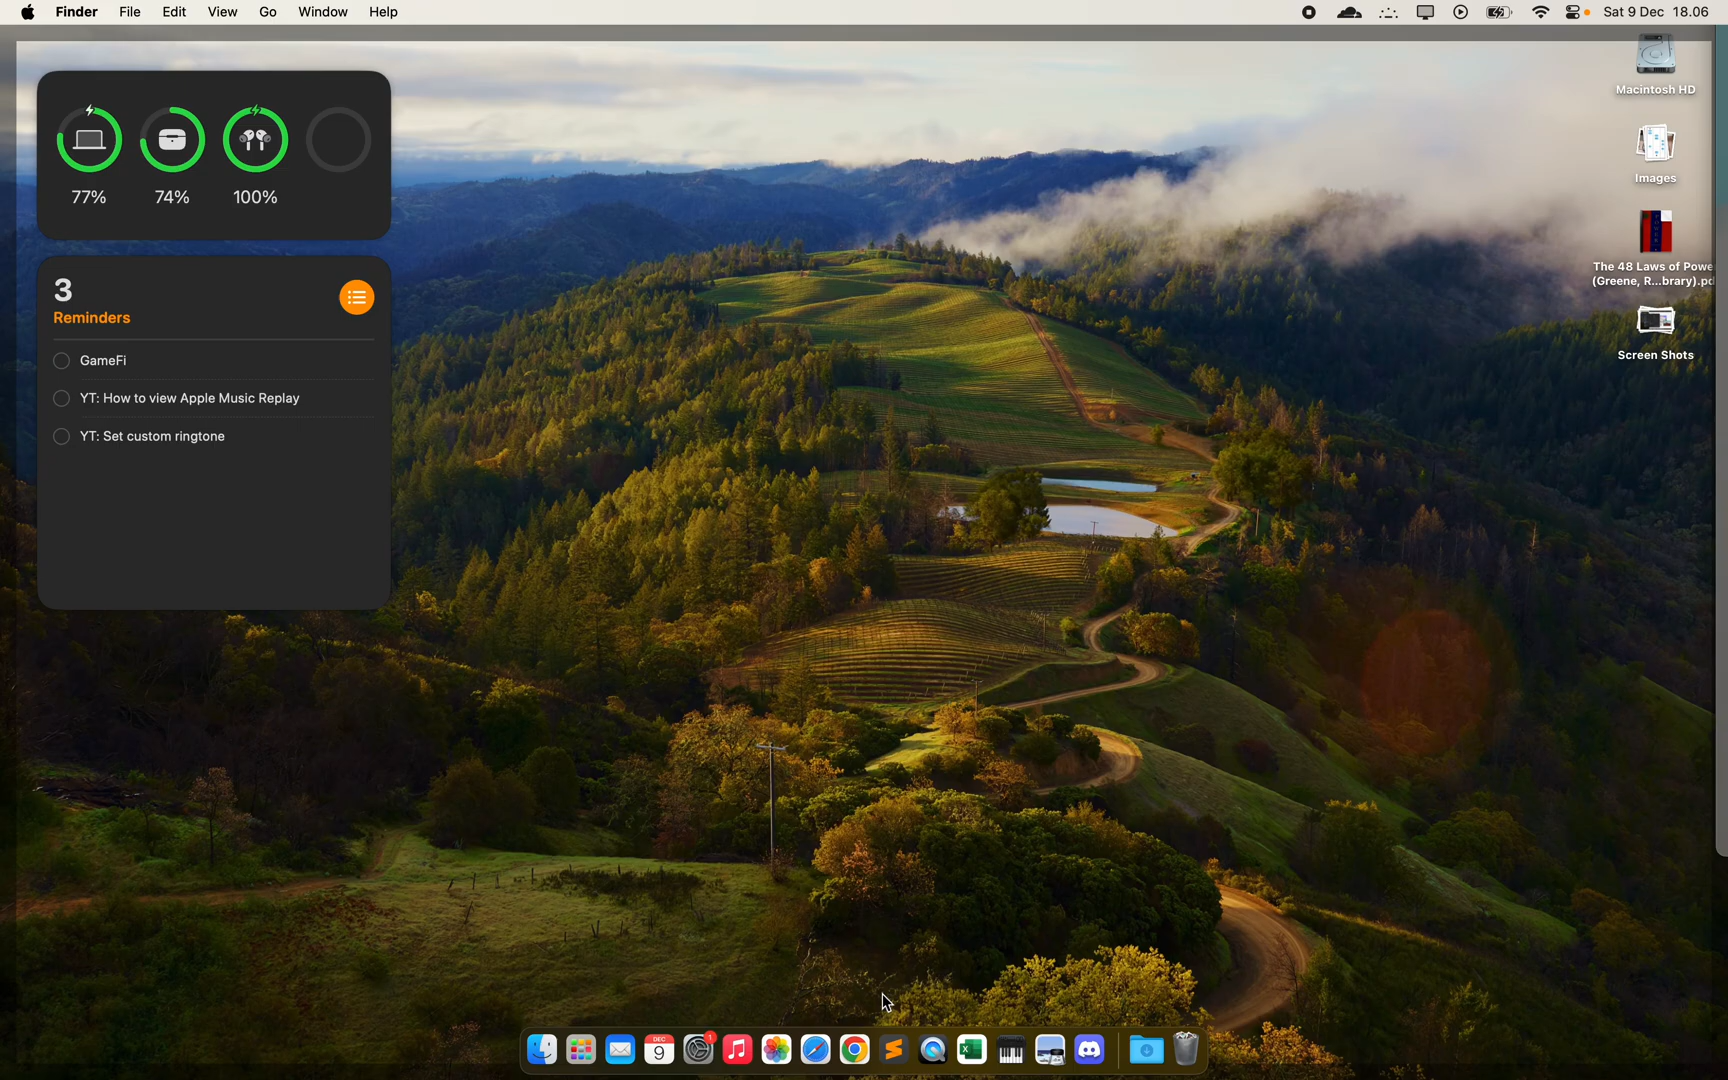 Finder File Edit View Go Window Help
Sat 9 Dec 18.06
77% 74% 100%
3
Reminders
GameFi
YT: How to view Apple Music Replay
YT: Set custom ringtone
Macintosh HD
Images
The 48 Laws of Powe
(Greene, R...brary).pd
Screen Shots
DEC
9
1